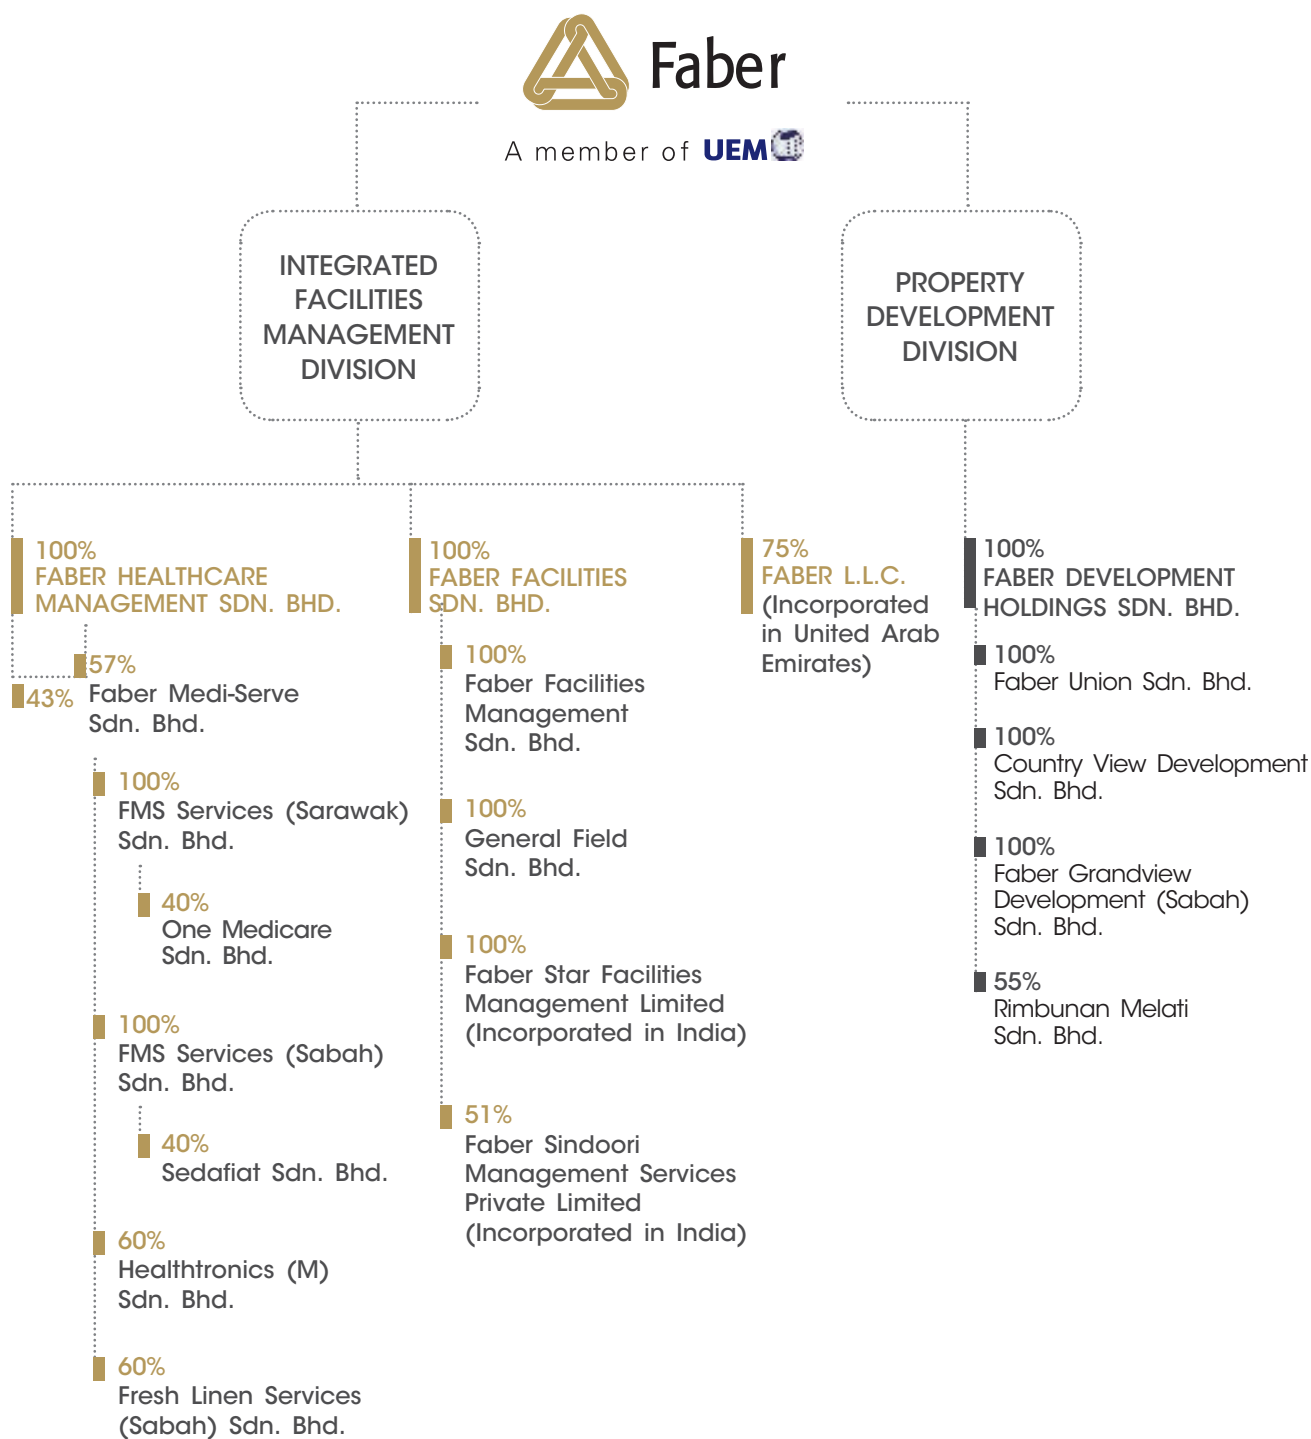 Faber
A member of UEM
INTEGRATED
FACILITIES
MANAGEMENT
DIVISION
PROPERTY
DEVELOPMENT
DIVISION
100%
FABER HEALTHCARE
MANAGEMENT SDN. BHD.
57%
43%
Faber Medi-Serve
Sdn. Bhd.
100%
FMS Services (Sarawak)
Sdn. Bhd.
40%
One Medicare
Sdn. Bhd.
100%
FMS Services (Sabah)
Sdn. Bhd.
40%
Sedafiat Sdn. Bhd.
60%
Healthtronics (M)
Sdn. Bhd.
60%
Fresh Linen Services
(Sabah) Sdn. Bhd.
100%
FABER FACILITIES
SDN. BHD.
100%
Faber Facilities
Management
Sdn. Bhd.
100%
General Field
Sdn. Bhd.
100%
Faber Star Facilities
Management Limited
(Incorporated in India)
51%
Faber Sindoori
Management Services
Private Limited
(Incorporated in India)
75%
FABER L.L.C.
(Incorporated
in United Arab
Emirates)
100%
FABER DEVELOPMENT
HOLDINGS SDN. BHD.
100%
Faber Union Sdn. Bhd.
100%
Country View Development
Sdn. Bhd.
100%
Faber Grandview
Development (Sabah)
Sdn. Bhd.
55%
Rimbunan Melati
Sdn. Bhd.